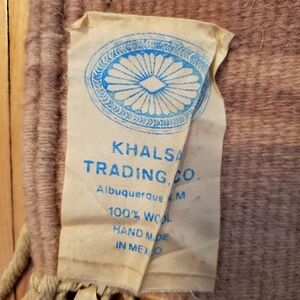 KHALSA
TRADING CO.
Albuquerque N.M
100% WOOL
HAND MADE
IN MEXICO